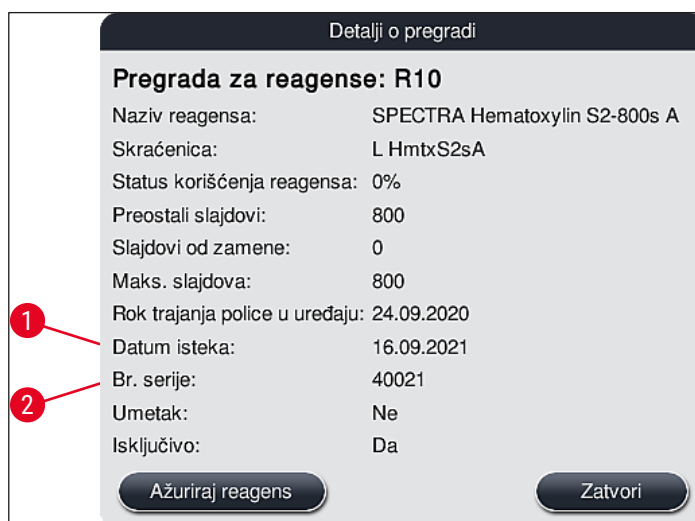 Detalji o pregradi
Pregrada za reagense: R10
Naziv reagensa: SPECTRA Hematoxylin S2-800s A
Skraćenica: L HmtxS2sA
Status korišćenja reagensa: 0%
Preostali slajdovi: 800
Slajdovi od zamene: 0
Maks. slajdova: 800
Rok trajanja police u uređaju: 24.09.2020
1
Datum isteka: 16.09.2021
Br. serije: 40021
2
Umetak: Ne
Isključivo: Da
Ažuriraj reagens Zatvori